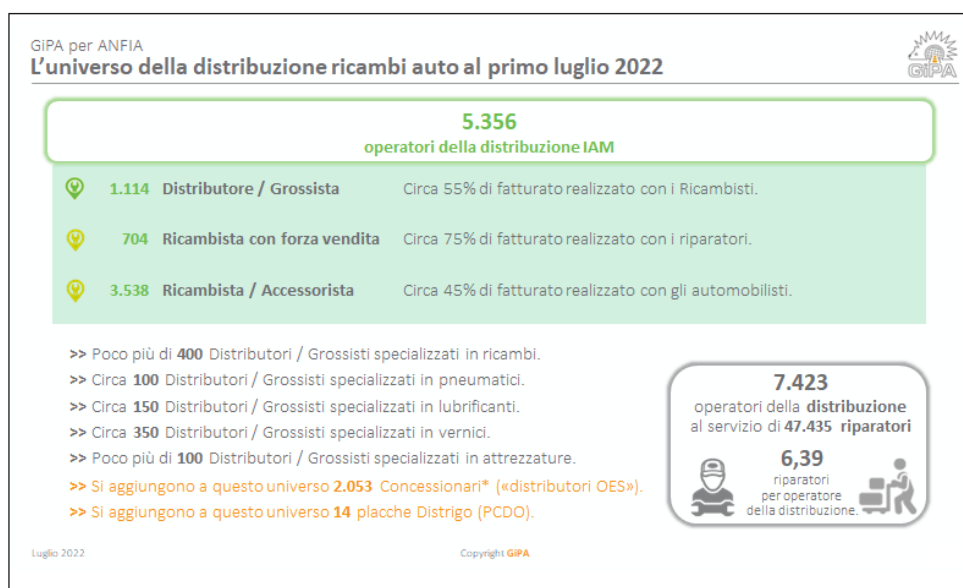 GiPA per ANFIA
L'universo della distribuzione ricambi auto al primo luglio 2022
GiPA
5.356
operatori della distribuzione IAM
1.114 Distributore / Grossista Circa 55% di fatturato realizzato con i Ricambisti.
704 Ricambista con forza vendita Circa 75% di fatturato realizzato con i riparatori.
3.538 Ricambista / Accessorista Circa 45% di fatturato realizzato con gli automobilisti.
>> Poco più di 400 Distributori / Grossisti specializzati in ricambi.
>> Circa 100 Distributori / Grossisti specializzati in pneumatici.
>> Circa 150 Distributori / Grossisti specializzati in lubrificanti.
>> Circa 350 Distributori / Grossisti specializzati in vernici.
>> Poco più di 100 Distributori / Grossisti specializzati in attrezzature.
>> Si aggiungono a questo universo 2.053 Concessionari* («distributori OES»).
>> Si aggiungono a questo universo 14 placche Distrigo (PCDO).
7.423
operatori della distribuzione
al servizio di 47.435 riparatori
6,39
riparatori
per operatore
della distribuzione.
Luglio 2022
Copyright GiPA